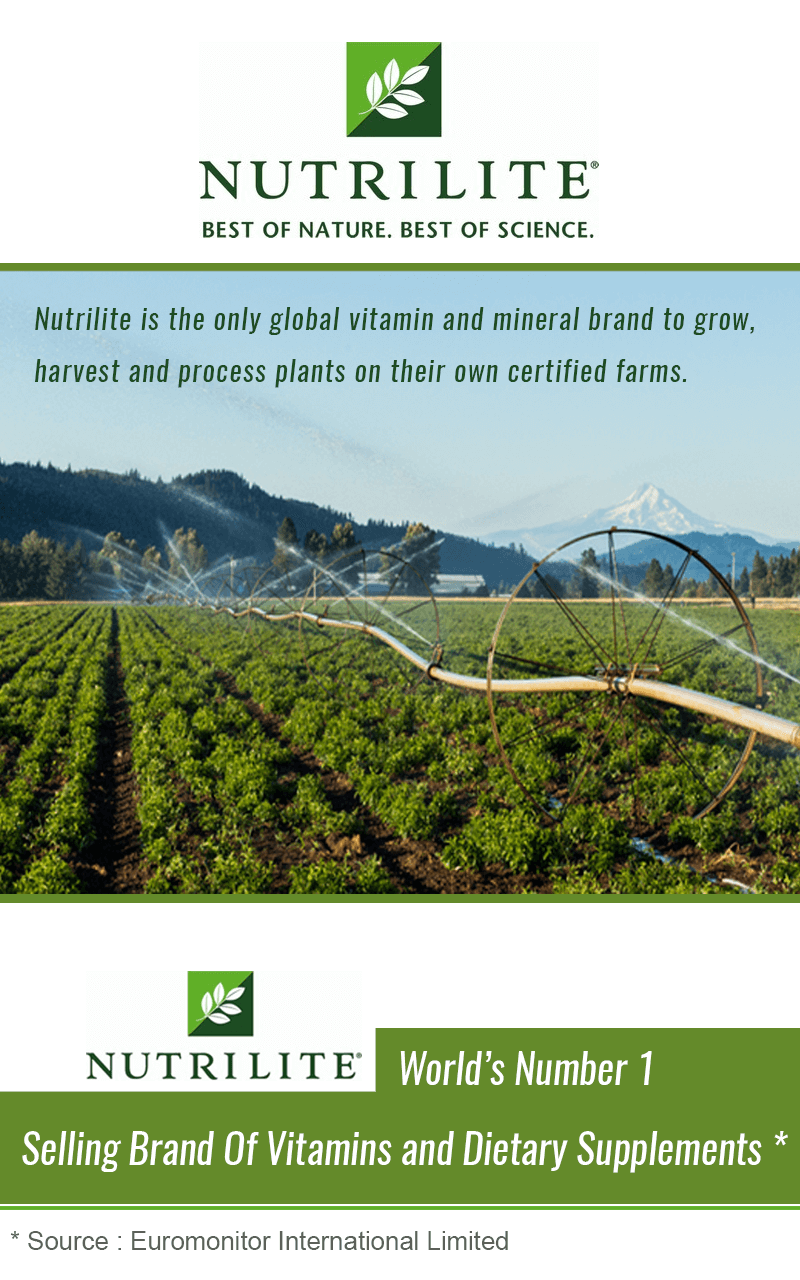 NUTRILITE®
BEST OF NATURE. BEST OF SCIENCE.
Nutrilite is the only global vitamin and mineral brand to grow,
harvest and process plants on their own certified farms.
NUTRILITE®
World's Number 1
Selling Brand Of Vitamins and Dietary Supplements *
* Source : Euromonitor International Limited